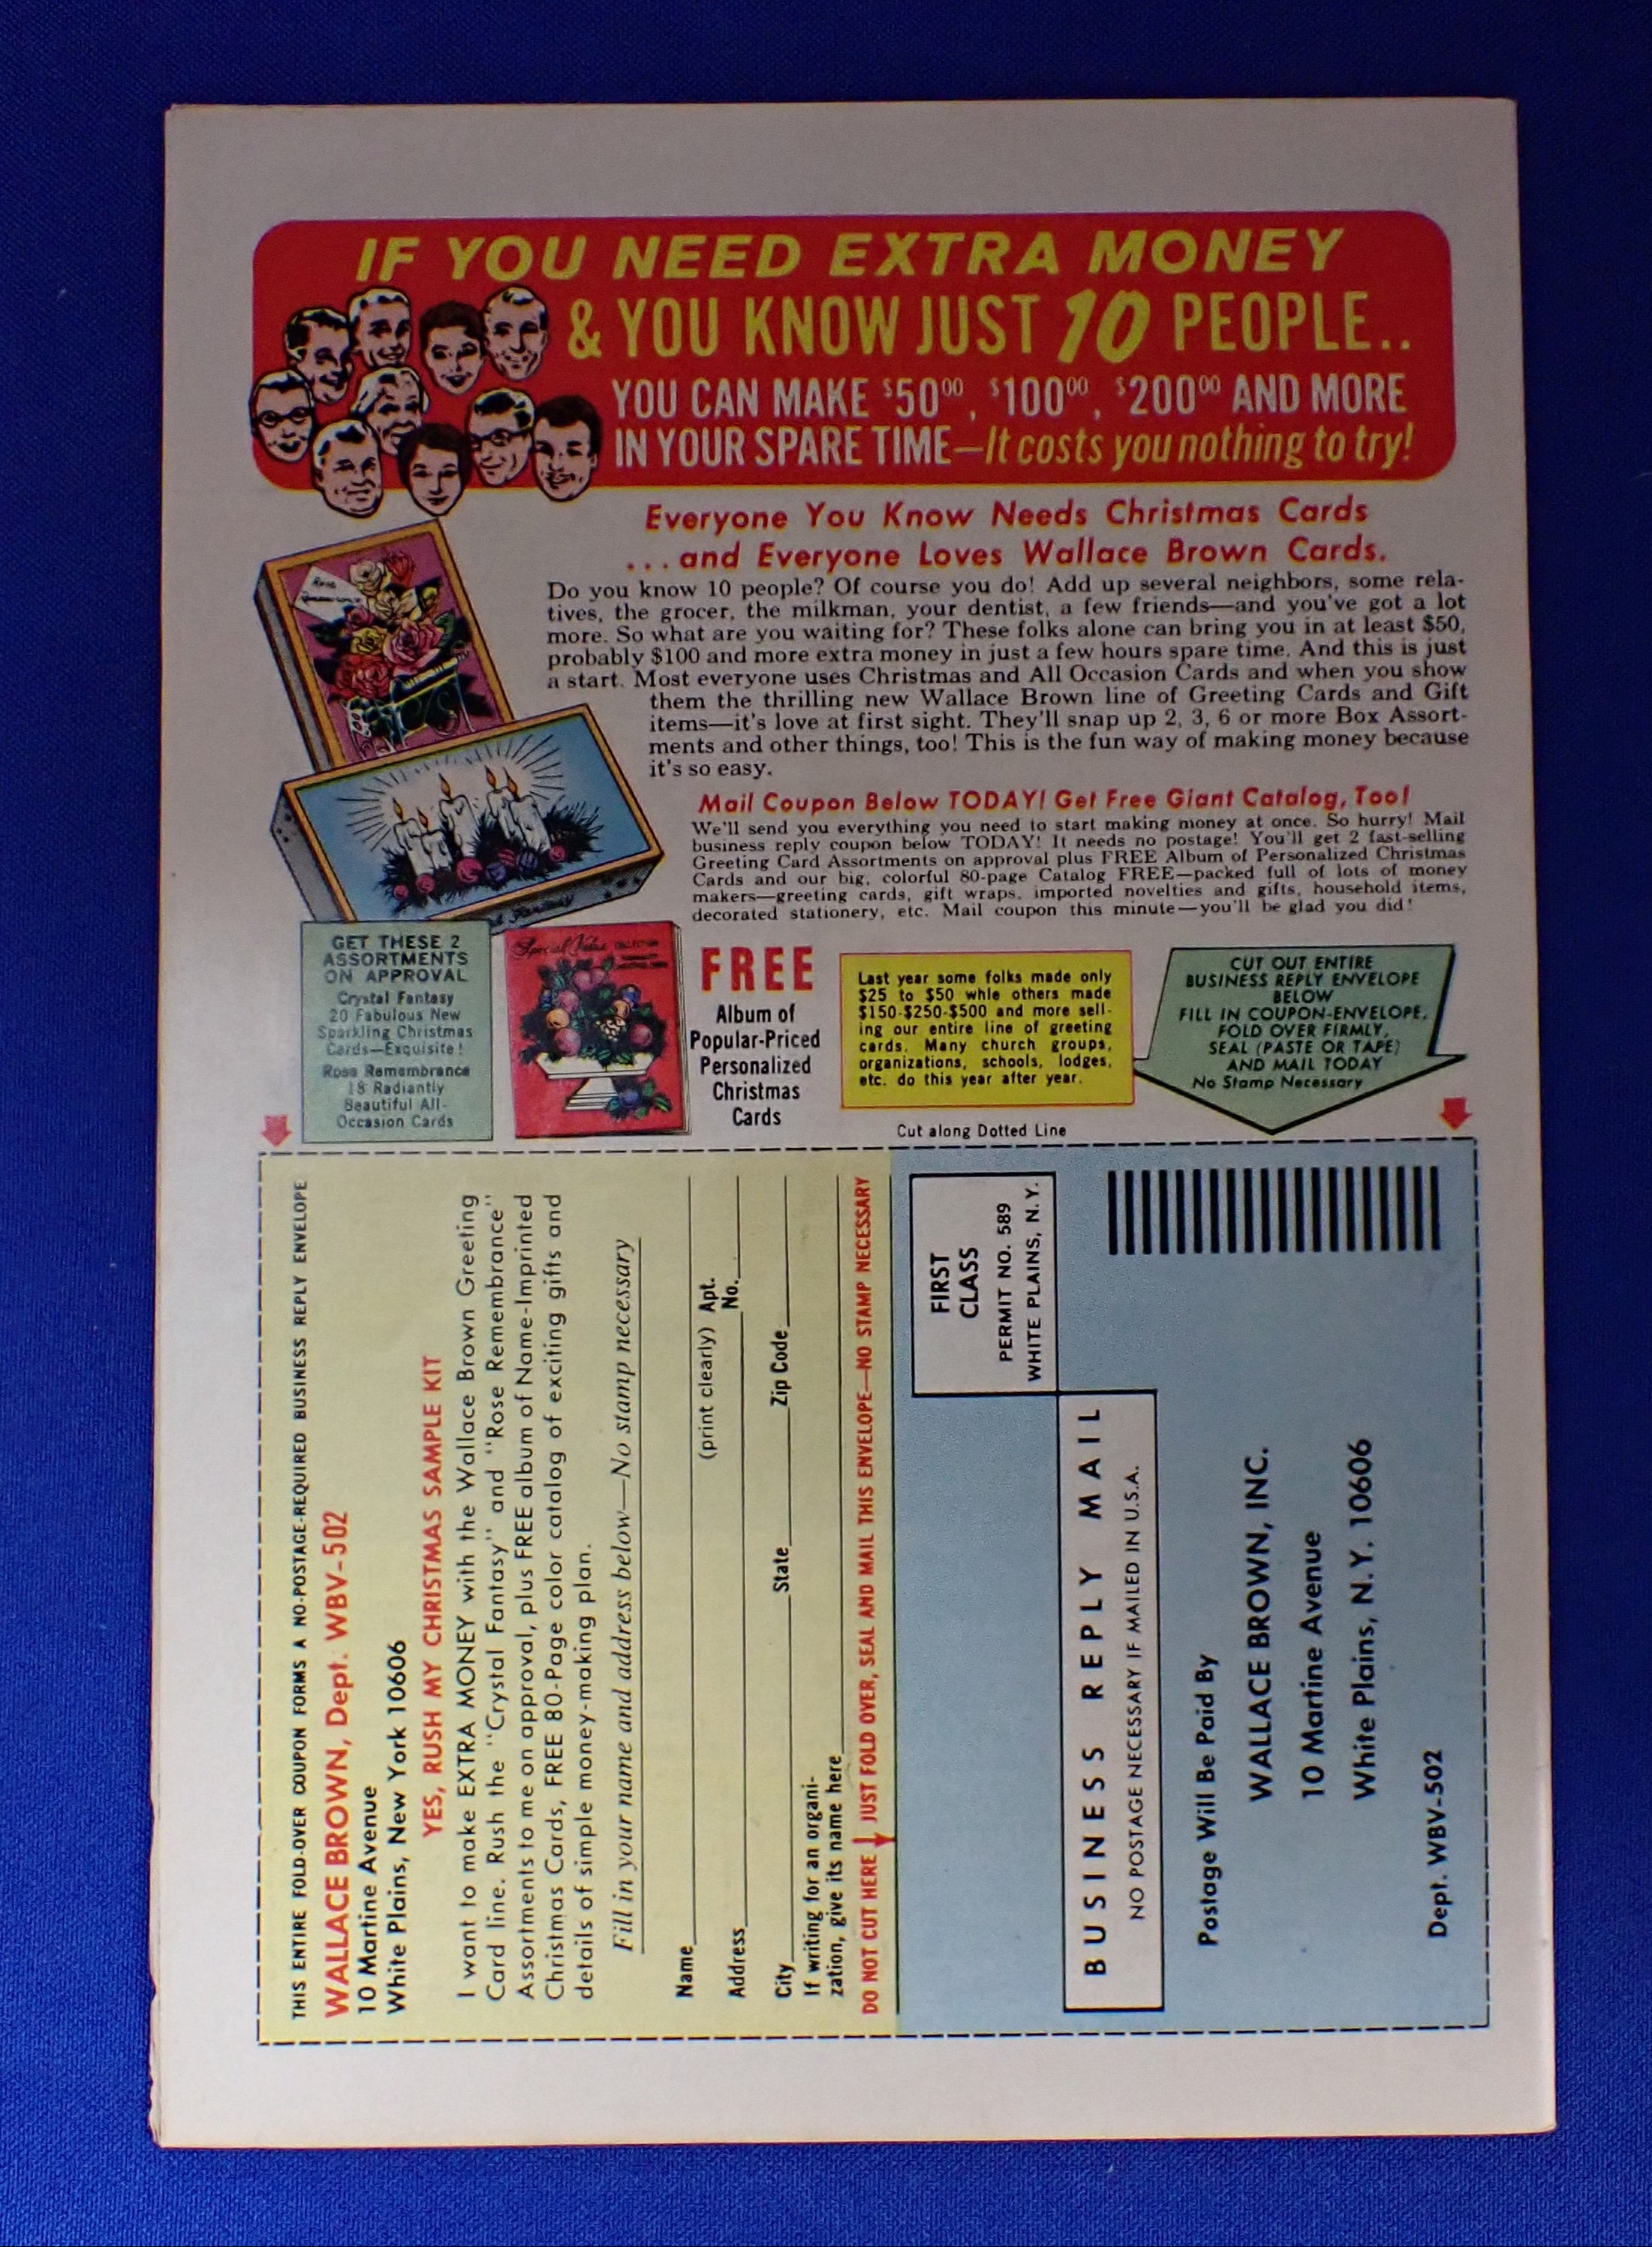 IF YOU NEED EXTRA MONEY
& YOU KNOW JUST 10 PEOPLE..
YOU CAN MAKE $50⁰⁰, $100⁰⁰, $200⁰⁰ AND MORE
IN YOUR SPARE TIME—It costs you nothing to try!
Everyone You Know Needs Christmas Cards
...and Everyone Loves Wallace Brown Cards.
Do you know 10 people? Of course you do! Add up several neighbors, some rela-
tives, the grocer, the milkman, your dentist, a few friends—and you've got a lot
more. So what are you waiting for? These folks alone can bring you in at least $50,
probably $100 and more extra money in just a few hours spare time. And this is just
a start. Most everyone uses Christmas and All Occasion Cards and when you show
them the thrilling new Wallace Brown line of Greeting Cards and Gift
items—it's love at first sight. They'll snap up 2, 3, 6 or more Box Assort-
ments and other things, too! This is the fun way of making money because
it's so easy.
Mail Coupon Below TODAY! Get Free Giant Catalog, Too!
We'll send you everything you need to start making money at once. So hurry! Mail
business reply coupon below TODAY! It needs no postage! You'll get 2 fast-selling
Greeting Card Assortments on approval plus FREE Album of Personalized Christmas
Cards and our big, colorful 80-page Catalog FREE—packed full of lots of money
makers—greeting cards, gift wraps, imported novelties and gifts, household items,
decorated stationery, etc. Mail coupon this minute—you'll be glad you did!
GET THESE 2
ASSORTMENTS
ON APPROVAL
Crystal Fantasy
20 Fabulous New
Sparkling Christmas
Cards—Exquisite!
Rose Remembrance
18 Radiantly
Beautiful All-
Occasion Cards
Special Value COLLECTION
FREE
Album of
Popular-Priced
Personalized
Christmas
Cards
Last year some folks made only
$25 to $50 whle others made
$150-$250-$500 and more sell-
ing our entire line of greeting
cards. Many church groups,
organizations, schools, lodges,
etc. do this year after year.
CUT OUT ENTIRE
BUSINESS REPLY ENVELOPE
BELOW
FILL IN COUPON-ENVELOPE,
FOLD OVER FIRMLY,
SEAL (PASTE OR TAPE)
AND MAIL TODAY
No Stamp Necessary
Cut along Dotted Line
THIS ENTIRE FOLD-OVER COUPON FORMS A NO-POSTAGE-REQUIRED BUSINESS REPLY ENVELOPE
WALLACE BROWN, Dept. WBV-502
10 Martine Avenue
White Plains, New York 10606
YES, RUSH MY CHRISTMAS SAMPLE KIT
I want to make EXTRA MONEY with the Wallace Brown Greeting
Card line. Rush the "Crystal Fantasy" and "Rose Remembrance"
Assortments to me on approval, plus FREE album of Name-Imprinted
Christmas Cards, FREE 80-Page color catalog of exciting gifts and
details of simple money-making plan.
Fill in your name and address below—No stamp necessary
Name
(print clearly)
Address Apt. No.
City State Zip Code
If writing for an organi-
zation, give its name here
DO NOT CUT HERE JUST FOLD OVER, SEAL AND MAIL THIS ENVELOPE—NO STAMP NECESSARY
FIRST
CLASS
PERMIT NO. 589
WHITE PLAINS, N.Y.
BUSINESS REPLY MAIL
NO POSTAGE NECESSARY IF MAILED IN U.S.A.
Postage Will Be Paid By
WALLACE BROWN, INC.
10 Martine Avenue
White Plains, N.Y. 10606
Dept. WBV-502